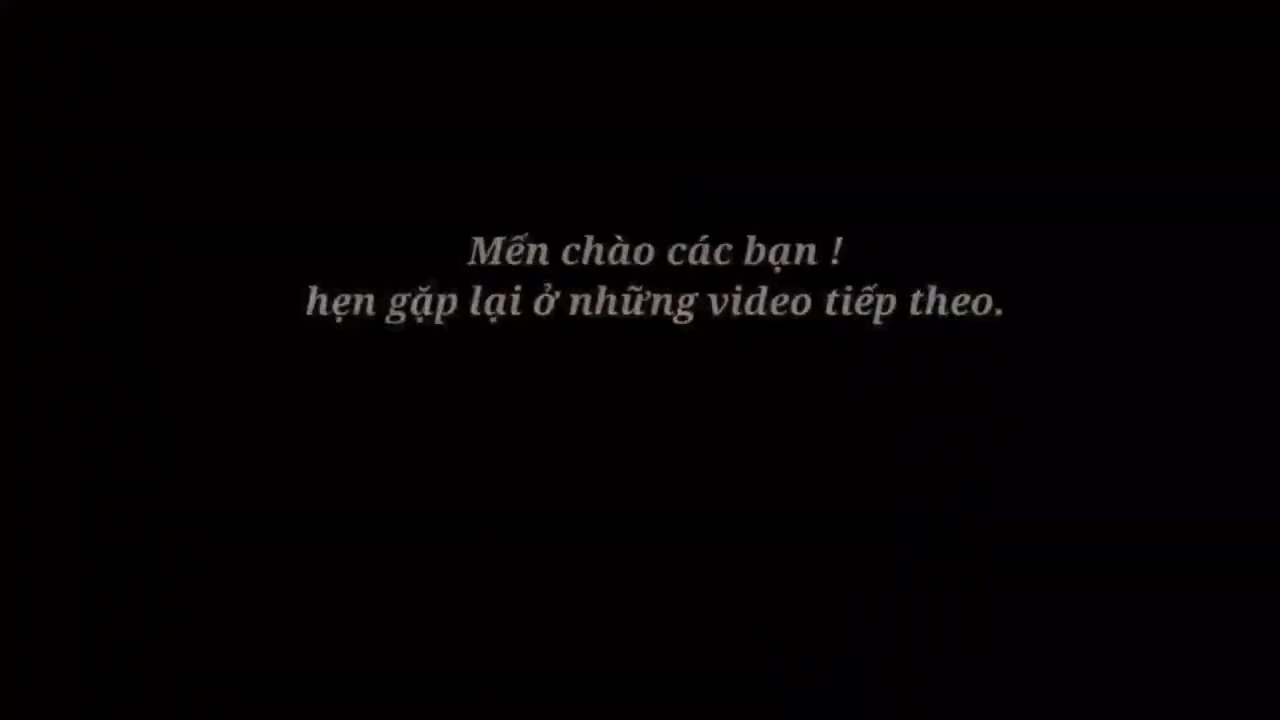 Mến chào các bạn !
hẹn gặp lại ở những video tiếp theo.